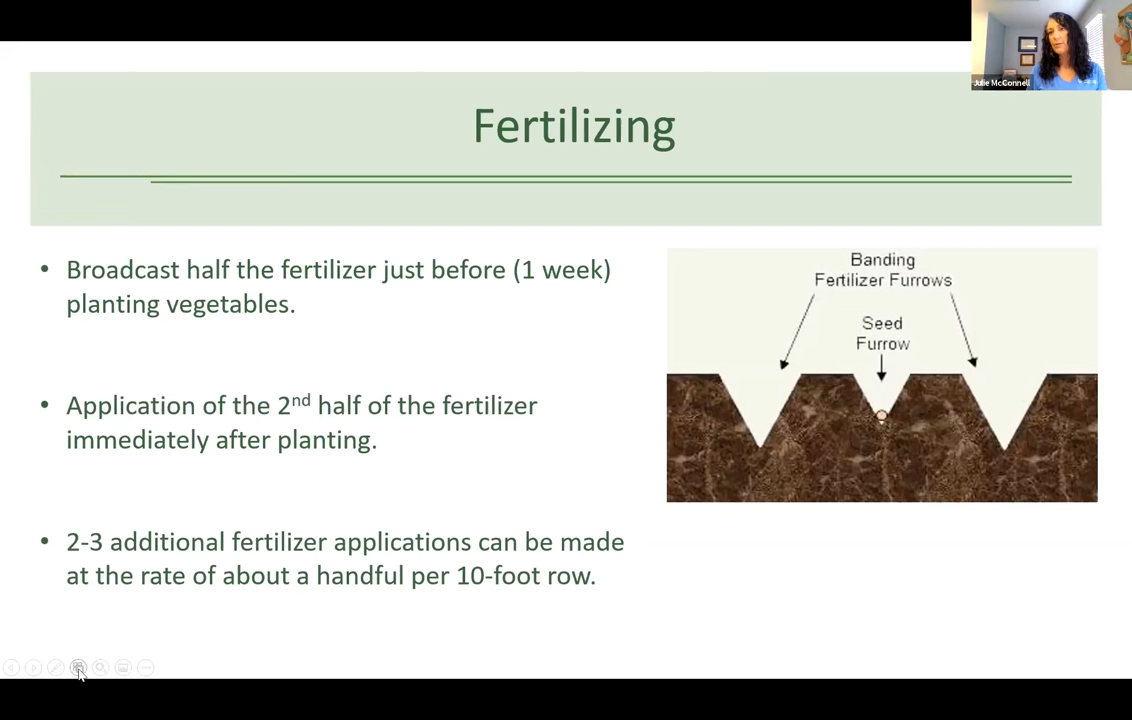 Julie McConnell
Fertilizing
• Broadcast half the fertilizer just before (1 week)
planting vegetables.
• Application of the 2nd half of the fertilizer
immediately after planting.
• 2-3 additional fertilizer applications can be made
at the rate of about a handful per 10-foot row.
Banding
Fertilizer Furrows
Seed
Furrow